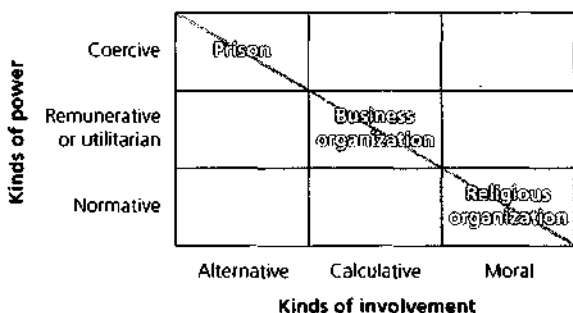 Kinds of power
Coercive
Prison
Remunerative
or utilitarian
Business
organization
Normative
Religious
organization
Alternative
Calculative
Moral
Kinds of involvement